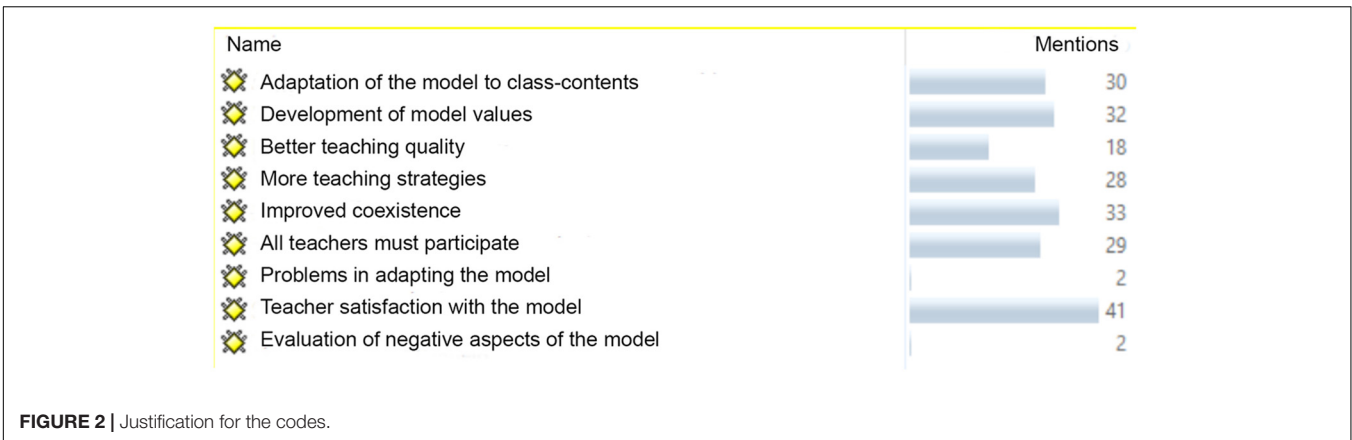 Name Mentions
Adaptation of the model to class-contents 30
Development of model values 32
Better teaching quality 18
More teaching strategies 28
Improved coexistence 33
All teachers must participate 29
Problems in adapting the model 2
Teacher satisfaction with the model 41
Evaluation of negative aspects of the model 2
FIGURE 2 | Justification for the codes.